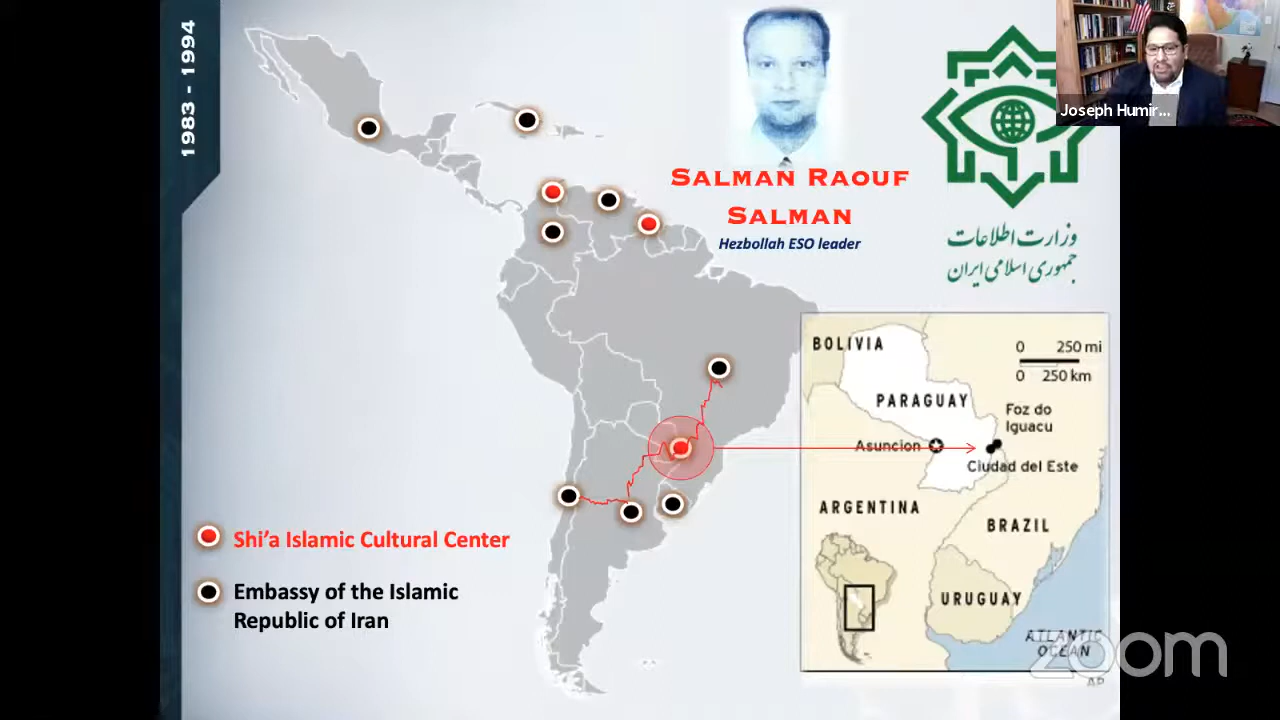 1983 - 1994
Joseph Humir...
SALMAN RAOUF
SALMAN
Hezbollah ESO leader
وزارت اطلاعات
جمهوری اسلامی ایران
Shi’a Islamic Cultural Center
Embassy of the Islamic
Republic of Iran
BOLIVIA
0 250 mi
0 250 km
PARAGUAY
Foz do
Iguacu
Asuncion
Ciudad del Este
ARGENTINA
BRAZIL
URUGUAY
ATLANTIC
OCEAN
zoom
AP